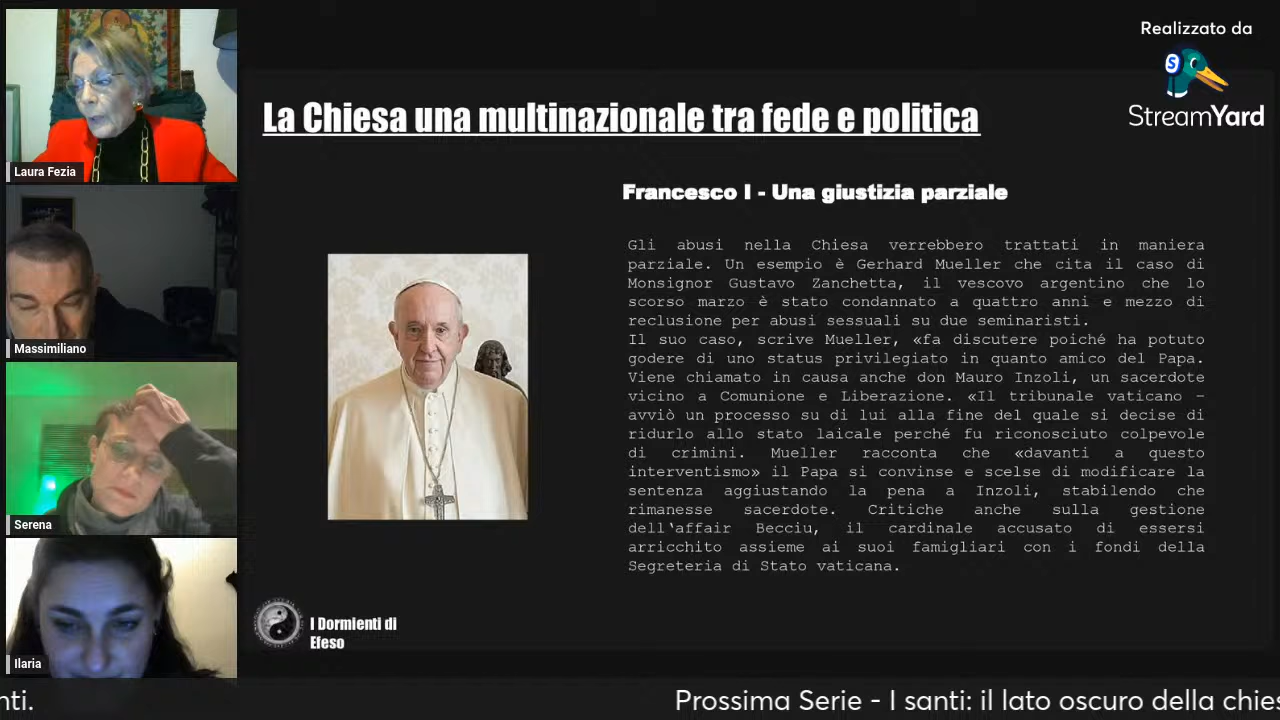 Realizzato da
StreamYard
La Chiesa una multinazionale tra fede e politica
Francesco I - Una giustizia parziale
Gli abusi nella Chiesa verrebbero trattati in maniera
parziale. Un esempio è Gerhard Mueller che cita il caso di
Monsignor Gustavo Zanchetta, il vescovo argentino che lo
scorso marzo è stato condannato a quattro anni e mezzo di
reclusione per abusi sessuali su due seminaristi.
Il suo caso, scrive Mueller, «fa discutere poiché ha potuto
godere di uno status privilegiato in quanto amico del Papa.
Viene chiamato in causa anche don Mauro Inzoli, un sacerdote
vicino a Comunione e Liberazione. «Il tribunale vaticano –
avviò un processo su di lui alla fine del quale si decise di
ridurlo allo stato laicale perché fu riconosciuto colpevole
di crimini. Mueller racconta che «davanti a questo
interventismo» il Papa si convinse e scelse di modificare la
sentenza aggiustando la pena a Inzoli, stabilendo che
rimanesse sacerdote. Critiche anche sulla gestione
dell'affair Becciu, il cardinale accusato di essersi
arricchito assieme ai suoi famigliari con i fondi della
Segreteria di Stato vaticana.
Laura Fezia
Massimiliano
Serena
Ilaria
I Dormienti di
Efeso
nti.
Prossima Serie - I santi: il lato oscuro della chies